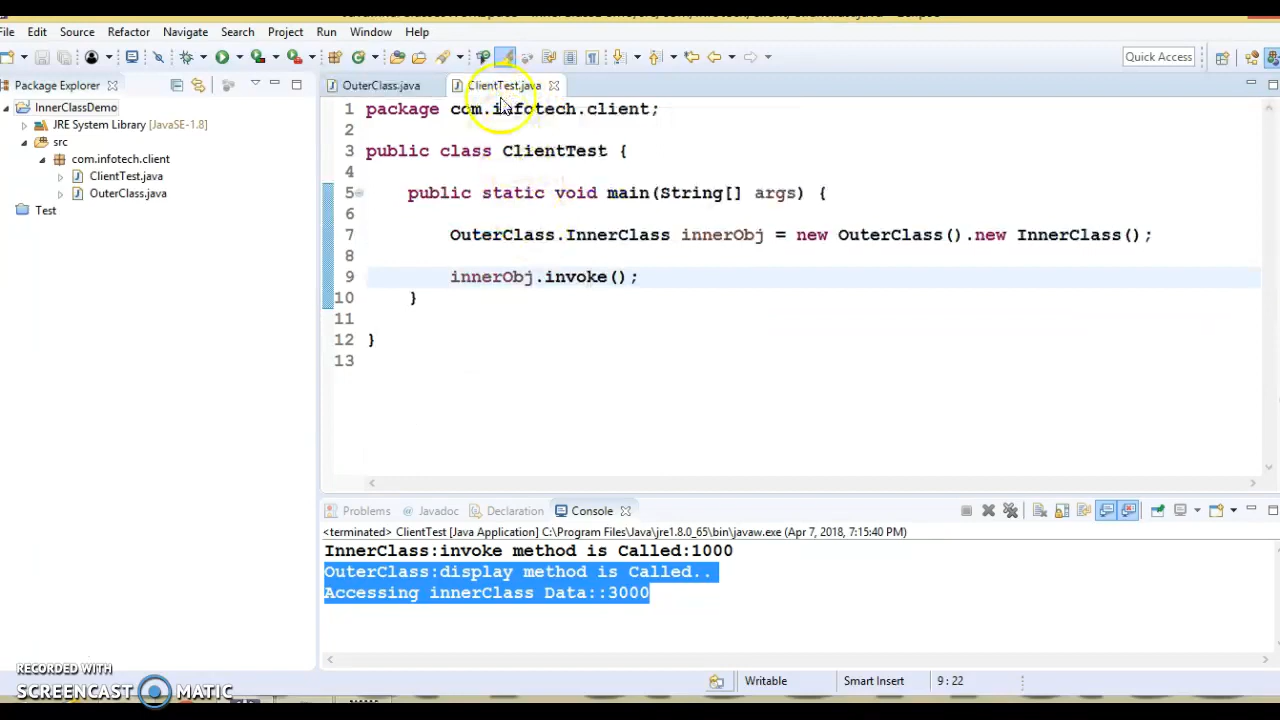 File Edit Source Refactor Navigate Search Project Run Window Help
Quick Access
Package Explorer
OuterClass.java
ClientTest.java
InnerClassDemo
JRE System Library [JavaSE-1.8]
src
com.infotech.client
ClientTest.java
OuterClass.java
Test
1 package com.infotech.client;
2
3 public class ClientTest {
4
5 public static void main(String[] args) {
6
7 OuterClass.InnerClass innerObj = new OuterClass().new InnerClass();
8
9 innerObj.invoke();
10 }
11
12 }
13
Problems Javadoc Declaration Console
<terminated> ClientTest [Java Application] C:\Program Files\Java\jre1.8.0_65\bin\javaw.exe (Apr 7, 2018, 7:15:40 PM)
InnerClass:invoke method is Called:1000
OuterClass:display method is Called..
Accessing innerClass Data::3000
Writable Smart Insert 9 : 22
RECORDED WITH
SCREENCAST MATIC